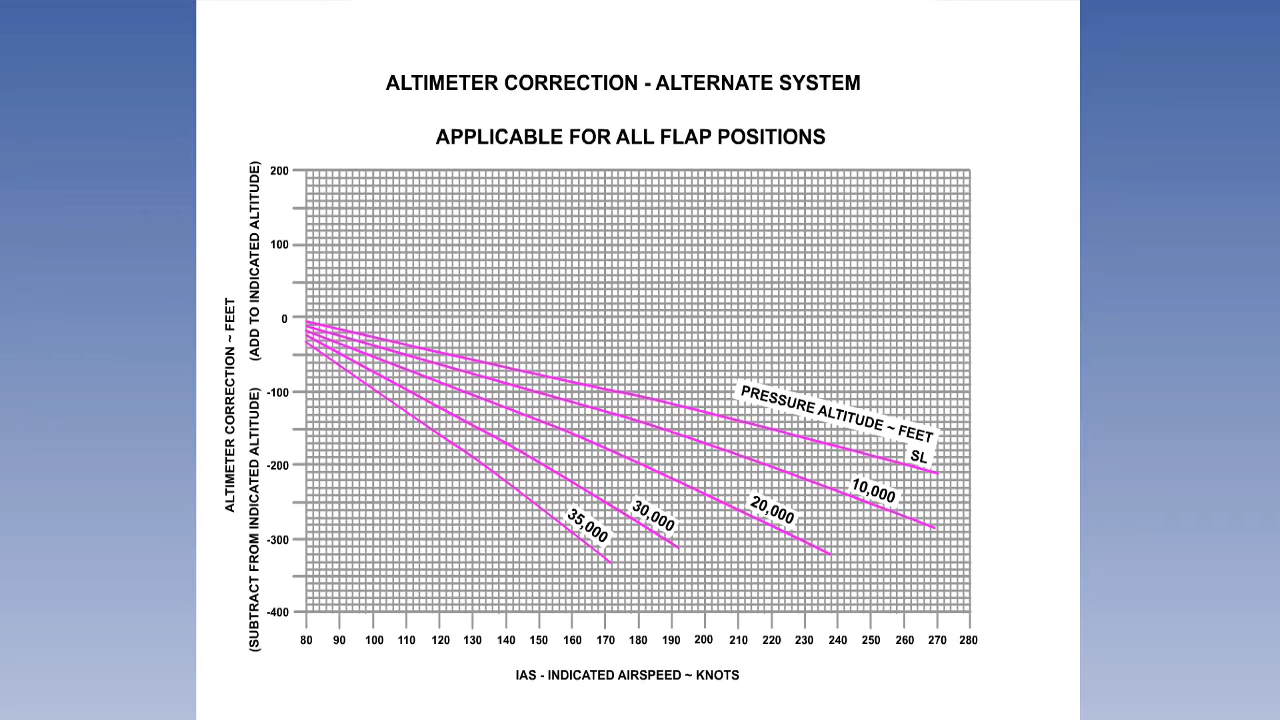 ALTIMETER CORRECTION - ALTERNATE SYSTEM
APPLICABLE FOR ALL FLAP POSITIONS
ALTIMETER CORRECTION ~ FEET
(SUBTRACT FROM INDICATED ALTITUDE) (ADD TO INDICATED ALTITUDE)
200
100
0
-100
-200
-300
-400
PRESSURE ALTITUDE ~ FEET
SL
10,000
20,000
30,000
35,000
80 90 100 110 120 130 140 150 160 170 180 190 200 210 220 230 240 250 260 270 280
IAS - INDICATED AIRSPEED ~ KNOTS